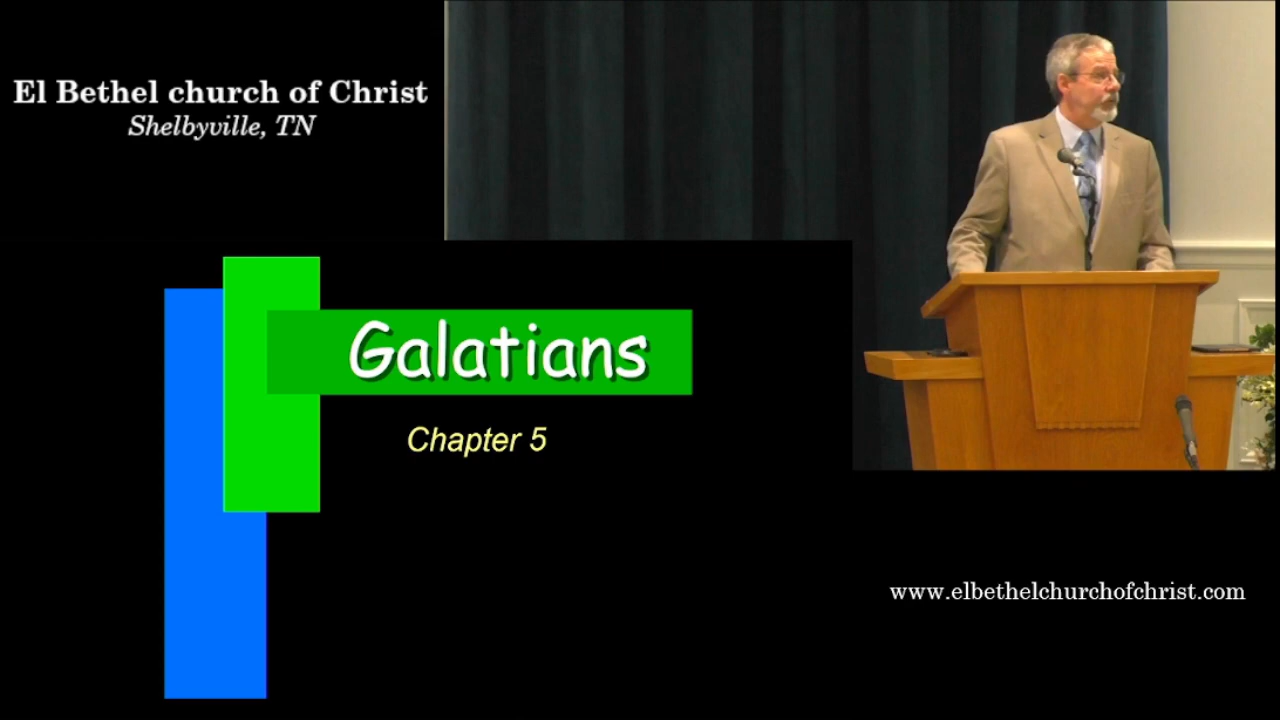 El Bethel church of Christ
Shelbyville, TN
Galatians
Chapter 5
www.elbethelchurchofchrist.com